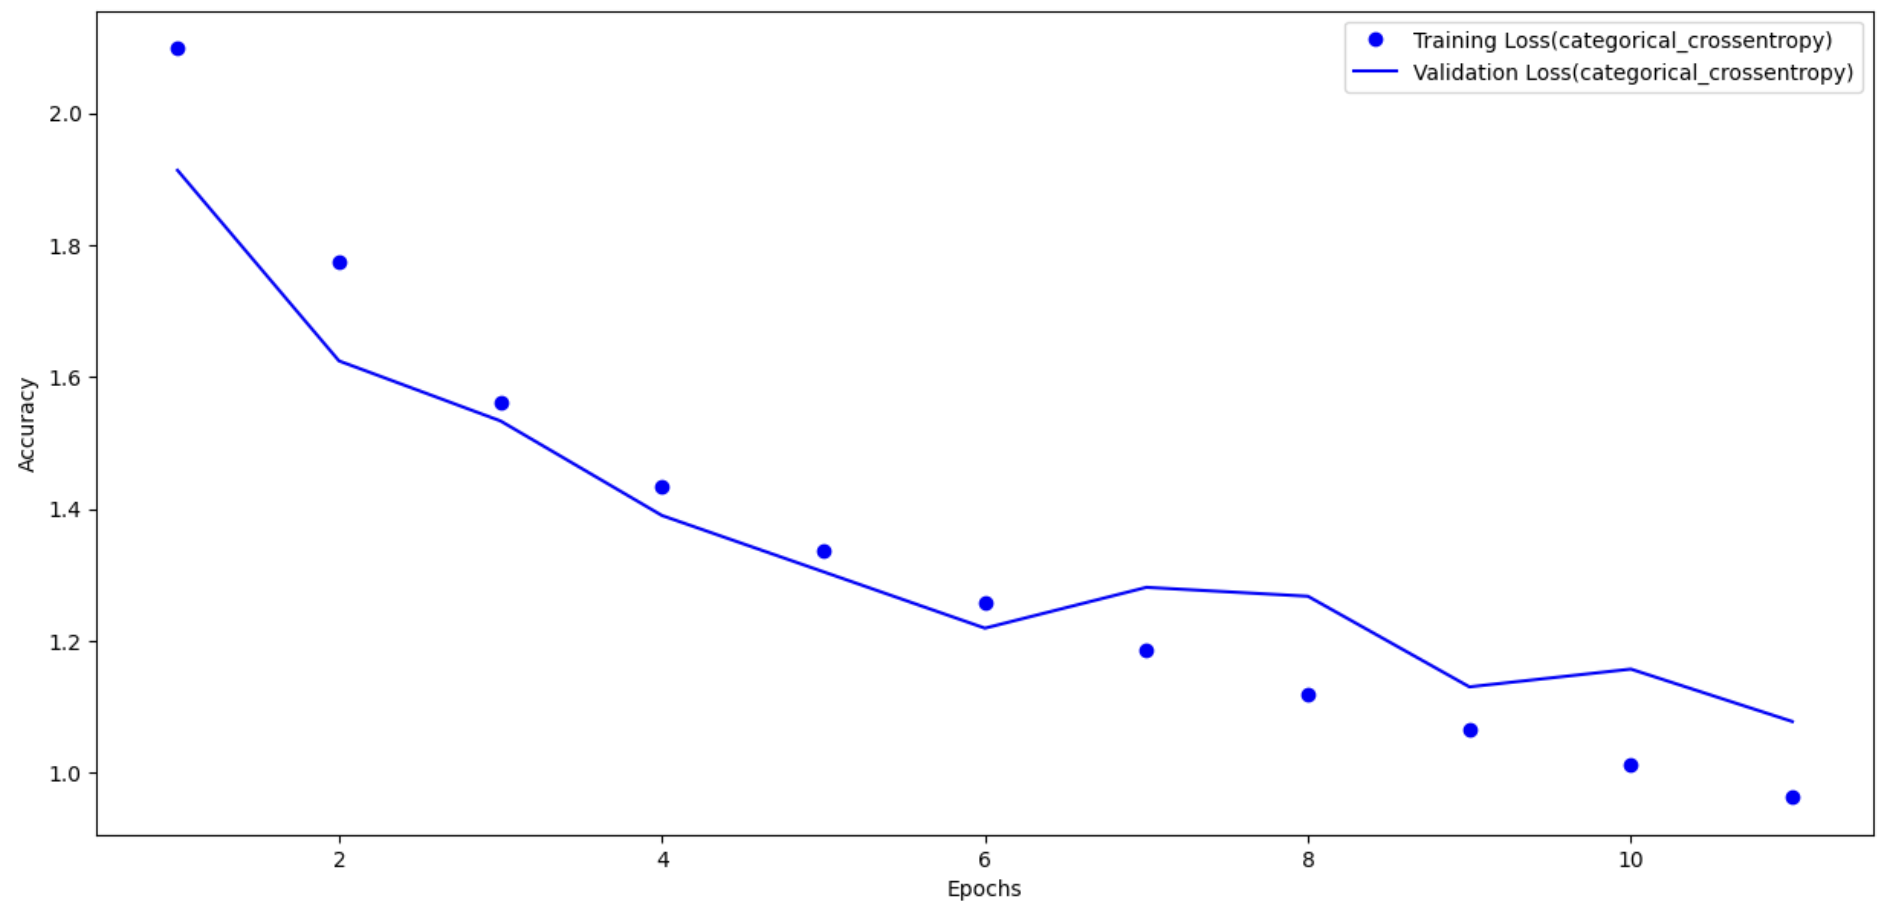 Training Loss(categorical_crossentropy)
Validation Loss(categorical_crossentropy)
2.0
1.8
1.6
1.4
1.2
1.0
Accuracy
2 4 6 8 10
Epochs